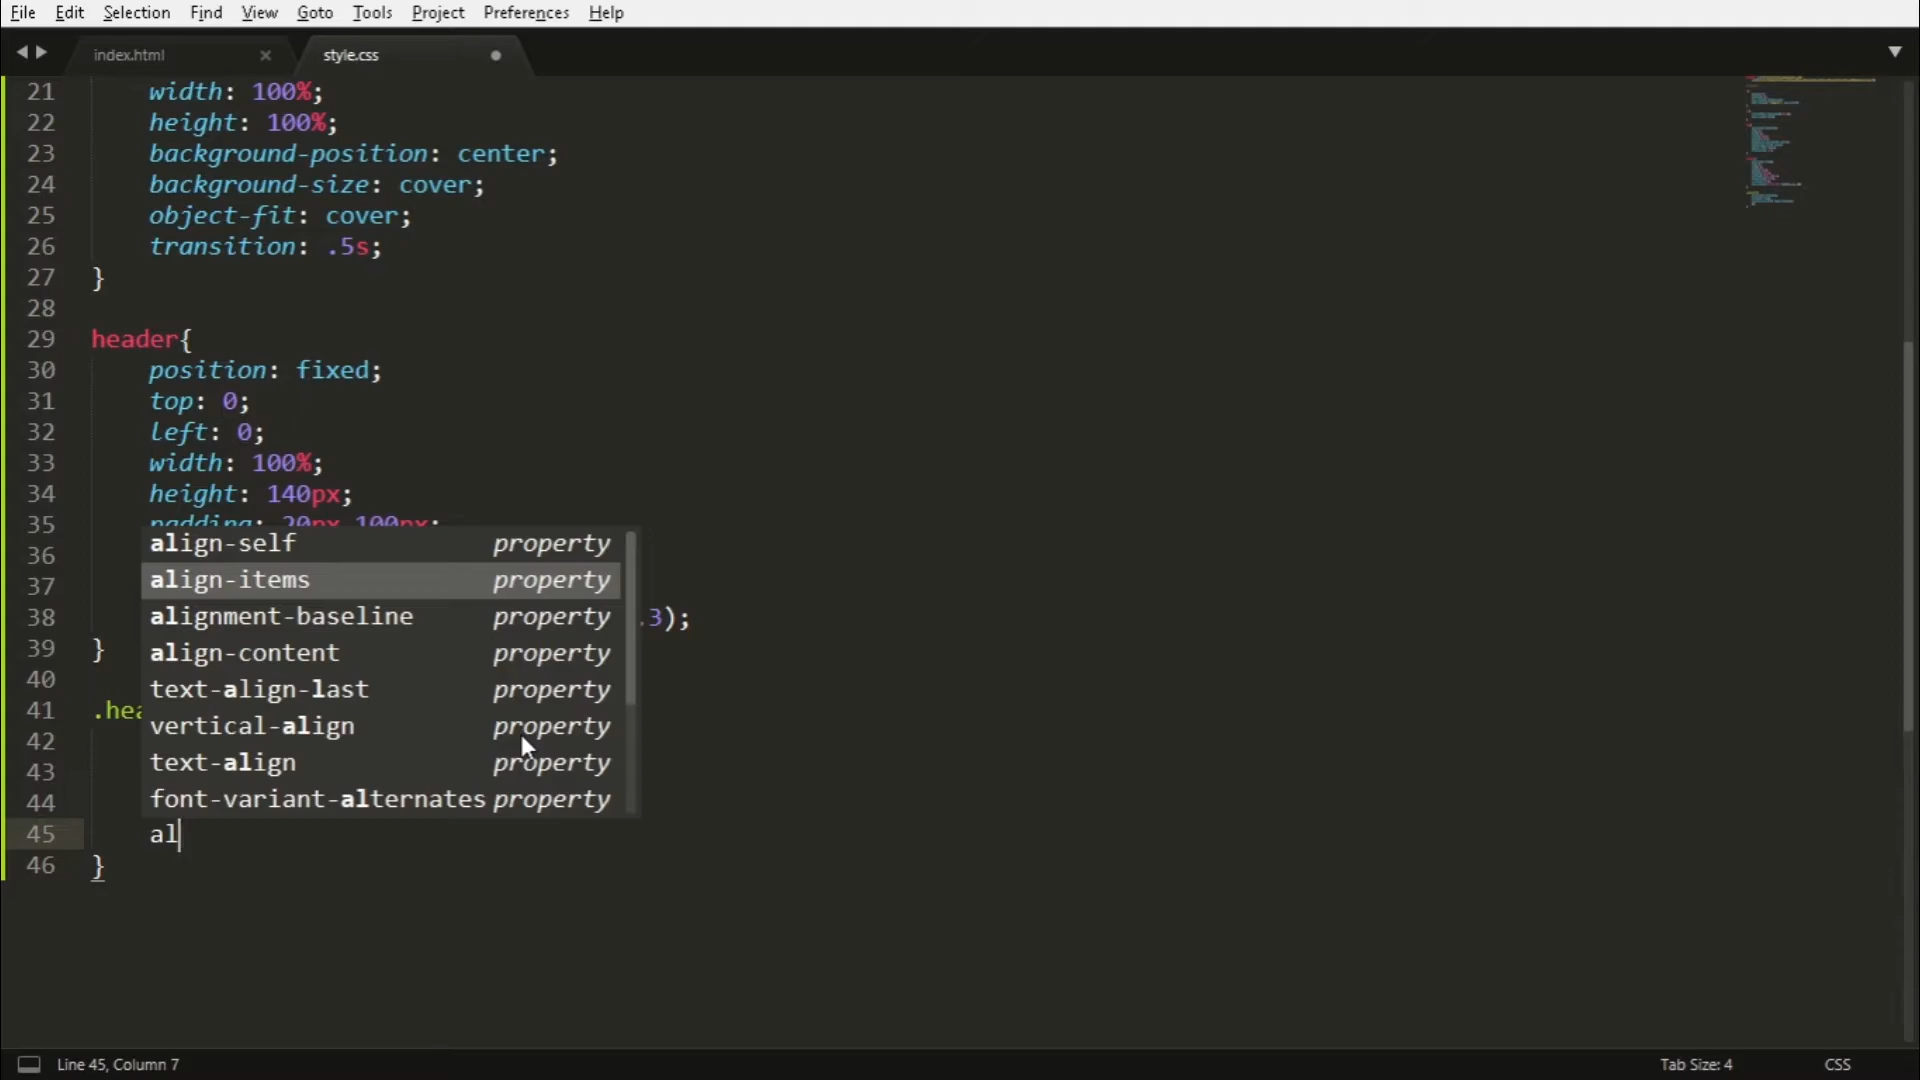 File Edit Selection Find View Goto Tools Project Preferences Help
index.html × style.css
21 width: 100%;
22 height: 100%;
23 background-position: center;
24 background-size: cover;
25 object-fit: cover;
26 transition: .5s;
27 }
28
29 header{
30 position: fixed;
31 top: 0;
32 left: 0;
33 width: 100%;
34 height: 140px;
35 padding: 20px 100px;
36 align-self property
37 align-items property
38 alignment-baseline property .3);
39 } align-content property
40 text-align-last property
41 .hea vertical-align property
42
43 text-align property
44 font-variant-alternates property
45 al
46 }
Line 45, Column 7 Tab Size: 4 CSS